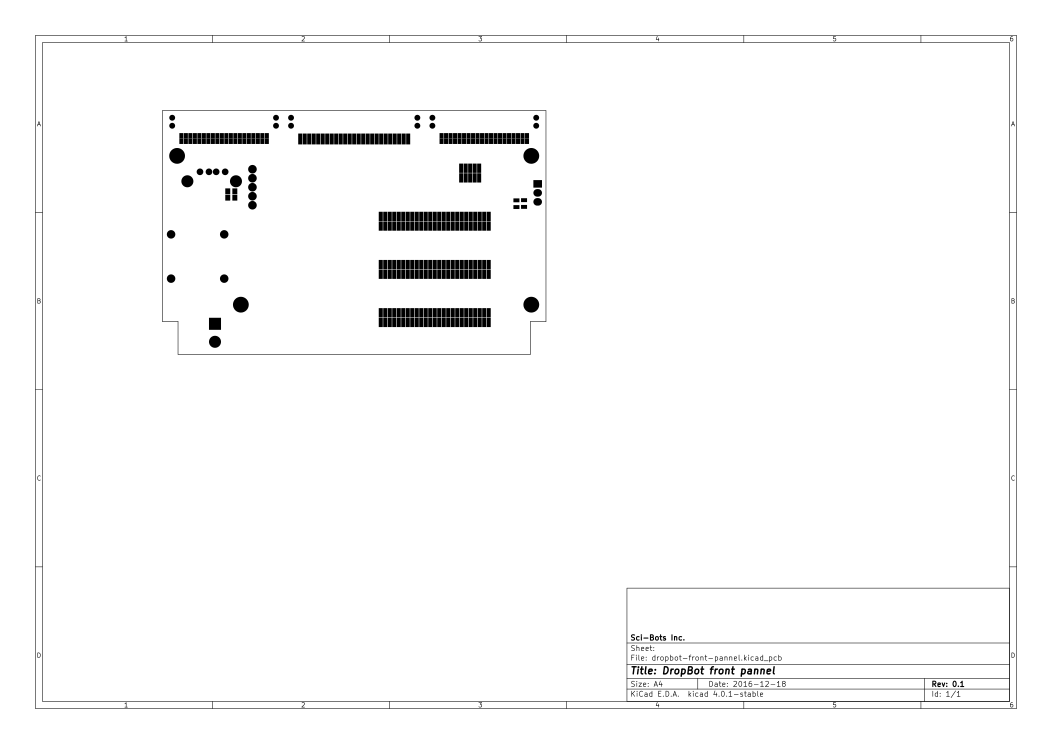 1 2 3 4 5 6
A A
B B
C C
D D
Sci-Bots Inc.
Sheet:
File: dropbot-front-pannel.kicad_pcb
Title: DropBot front pannel
Size: A4 Date: 2016-12-18 Rev: 0.1
KiCad E.D.A. kicad 4.0.1-stable Id: 1/1
1 2 3 4 5 6